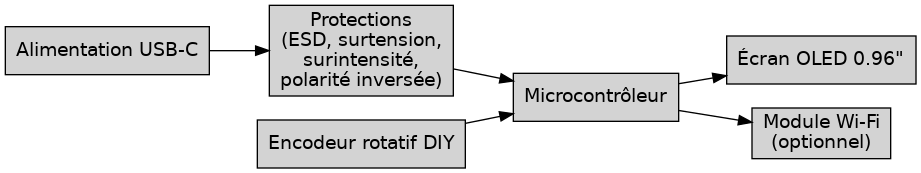 Alimentation USB-C
Protections
(ESD, surtension,
surintensité,
polarité inversée)
Encodeur rotatif DIY
Microcontrôleur
Écran OLED 0.96"
Module Wi-Fi
(optionnel)